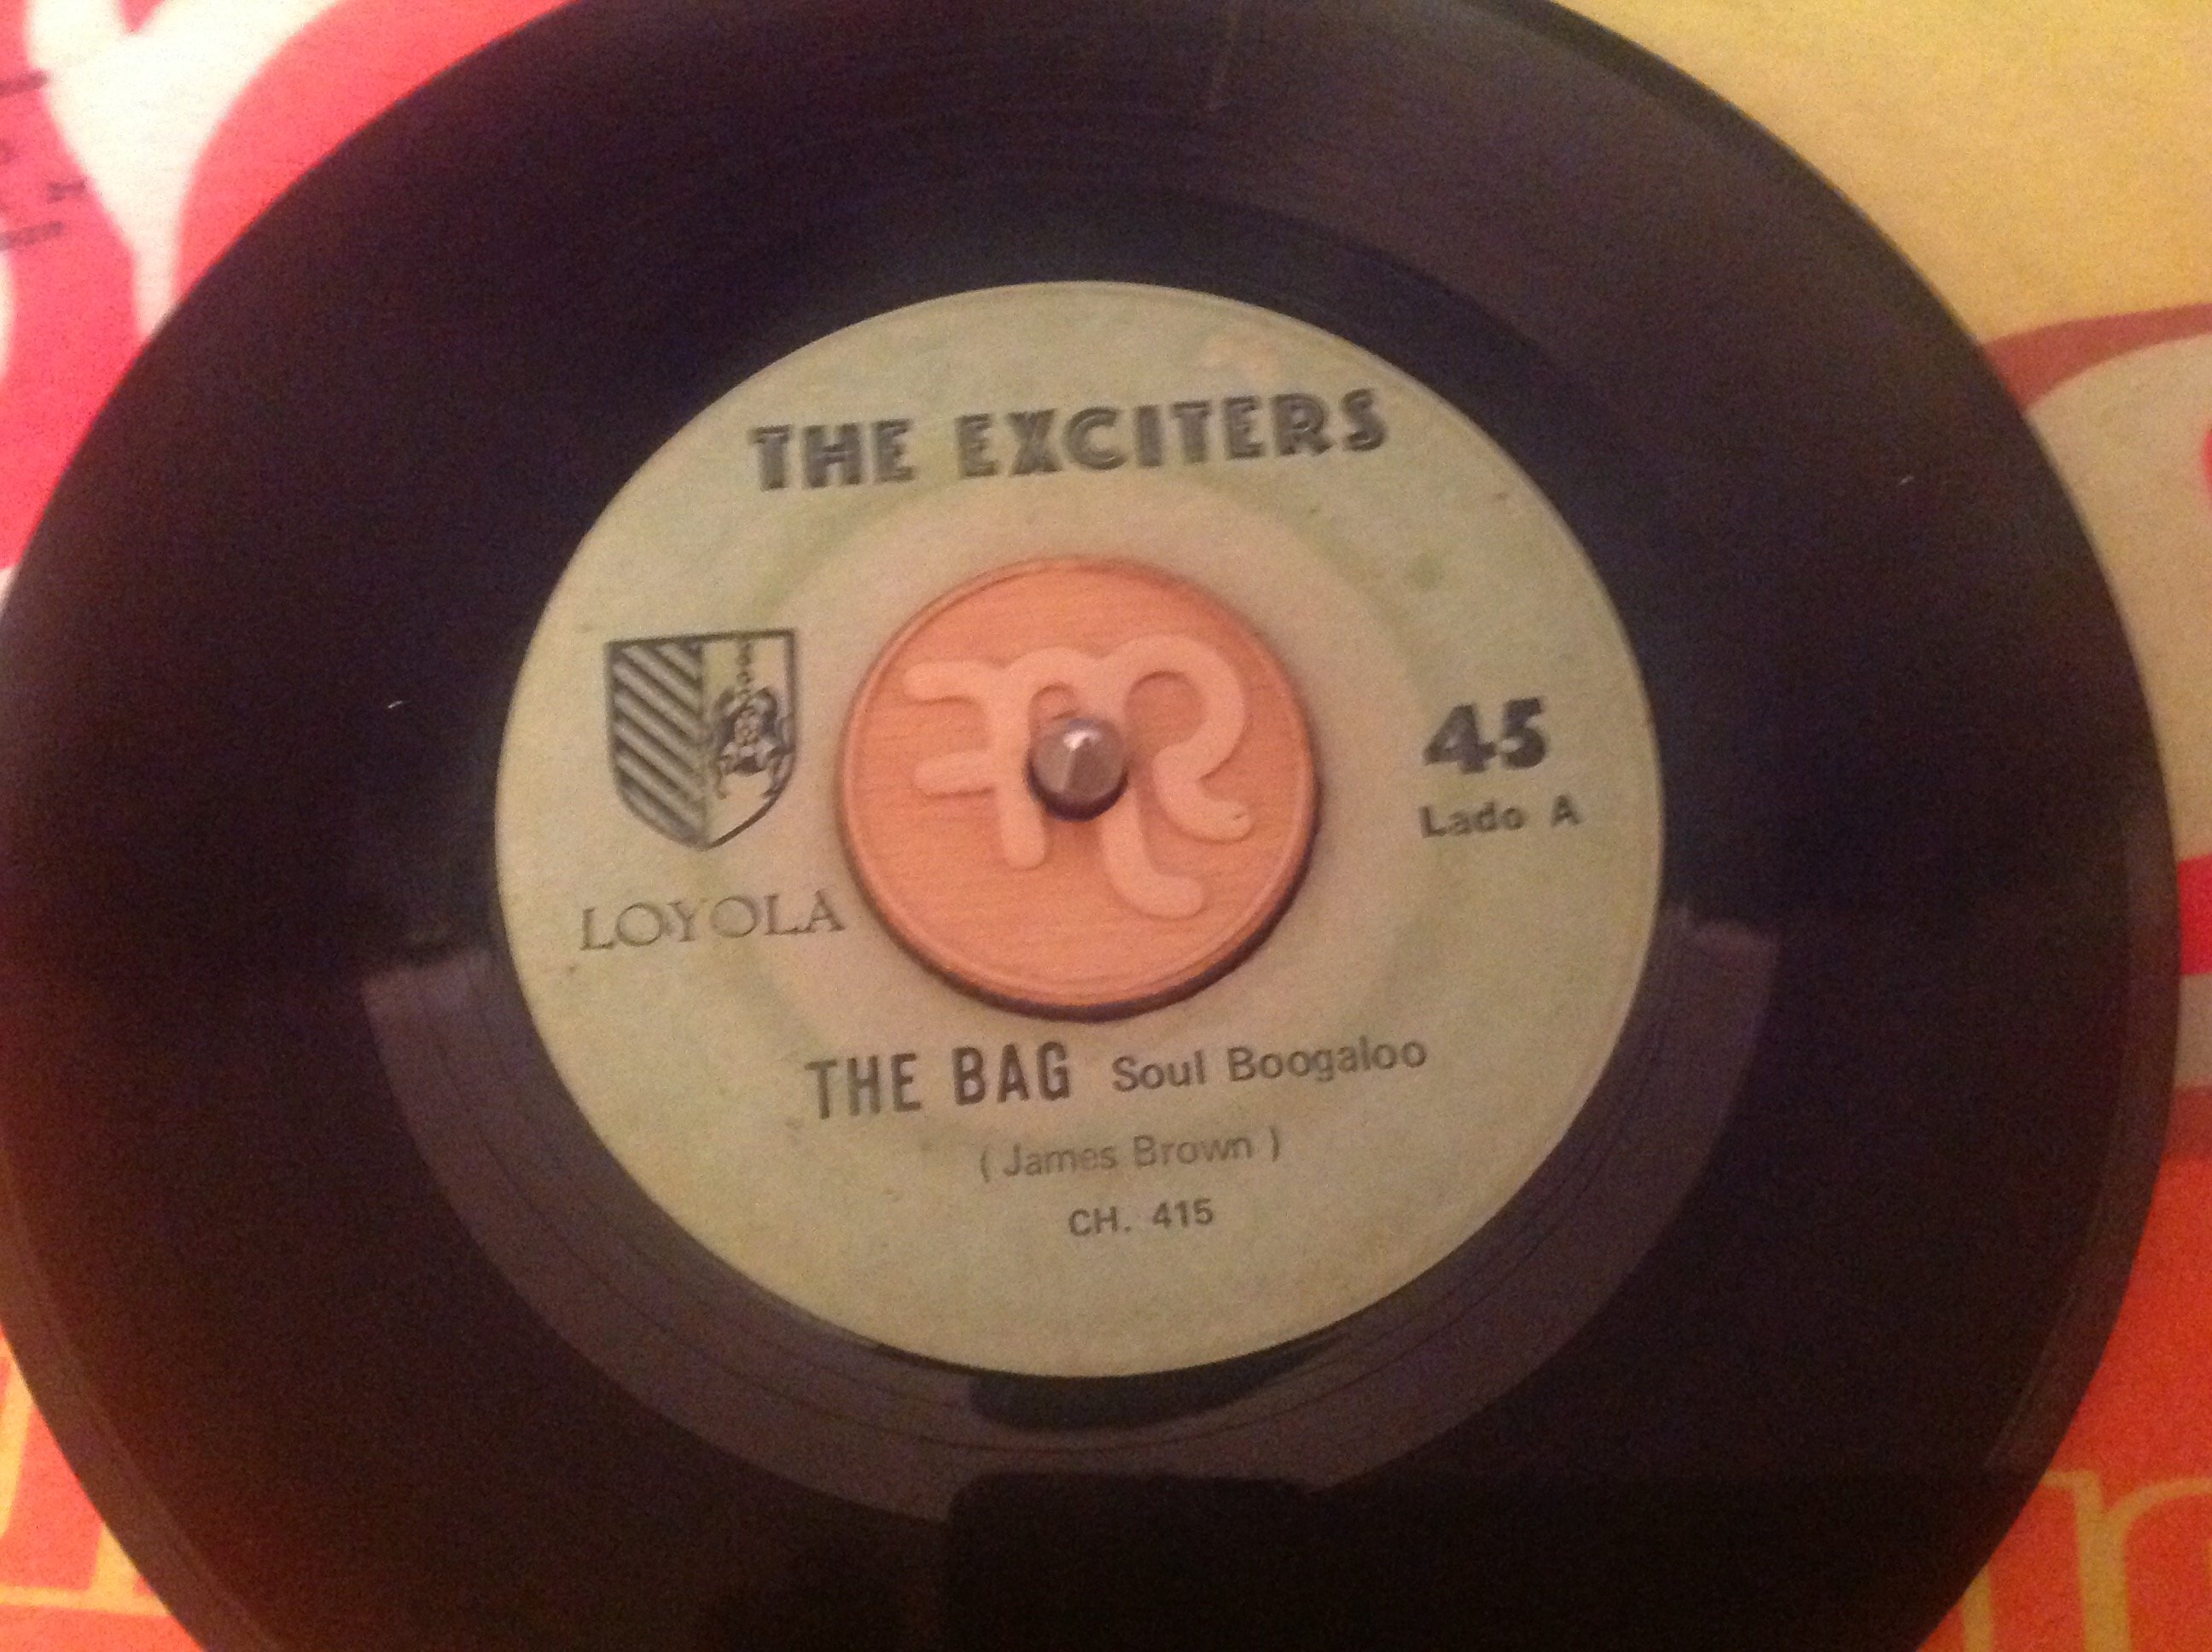 THE EXCITERS
45
Lado A
LOYOLA
THE BAG Soul Boogaloo
( James Brown )
CH. 415